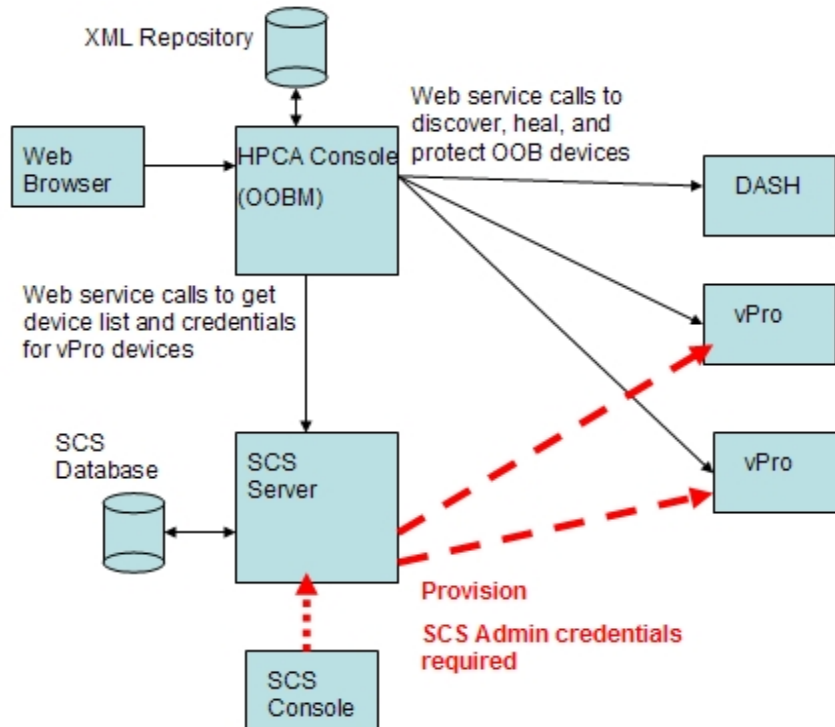 XML Repository
Web service calls to
discover, heal, and
protect OOB devices
Web
Browser
HPCA Console
(OOBM)
DASH
vPro
Web service calls to get
device list and credentials
for vPro devices
SCS
Database
SCS
Server
vPro
Provision
SCS Admin credentials
required
SCS
Console